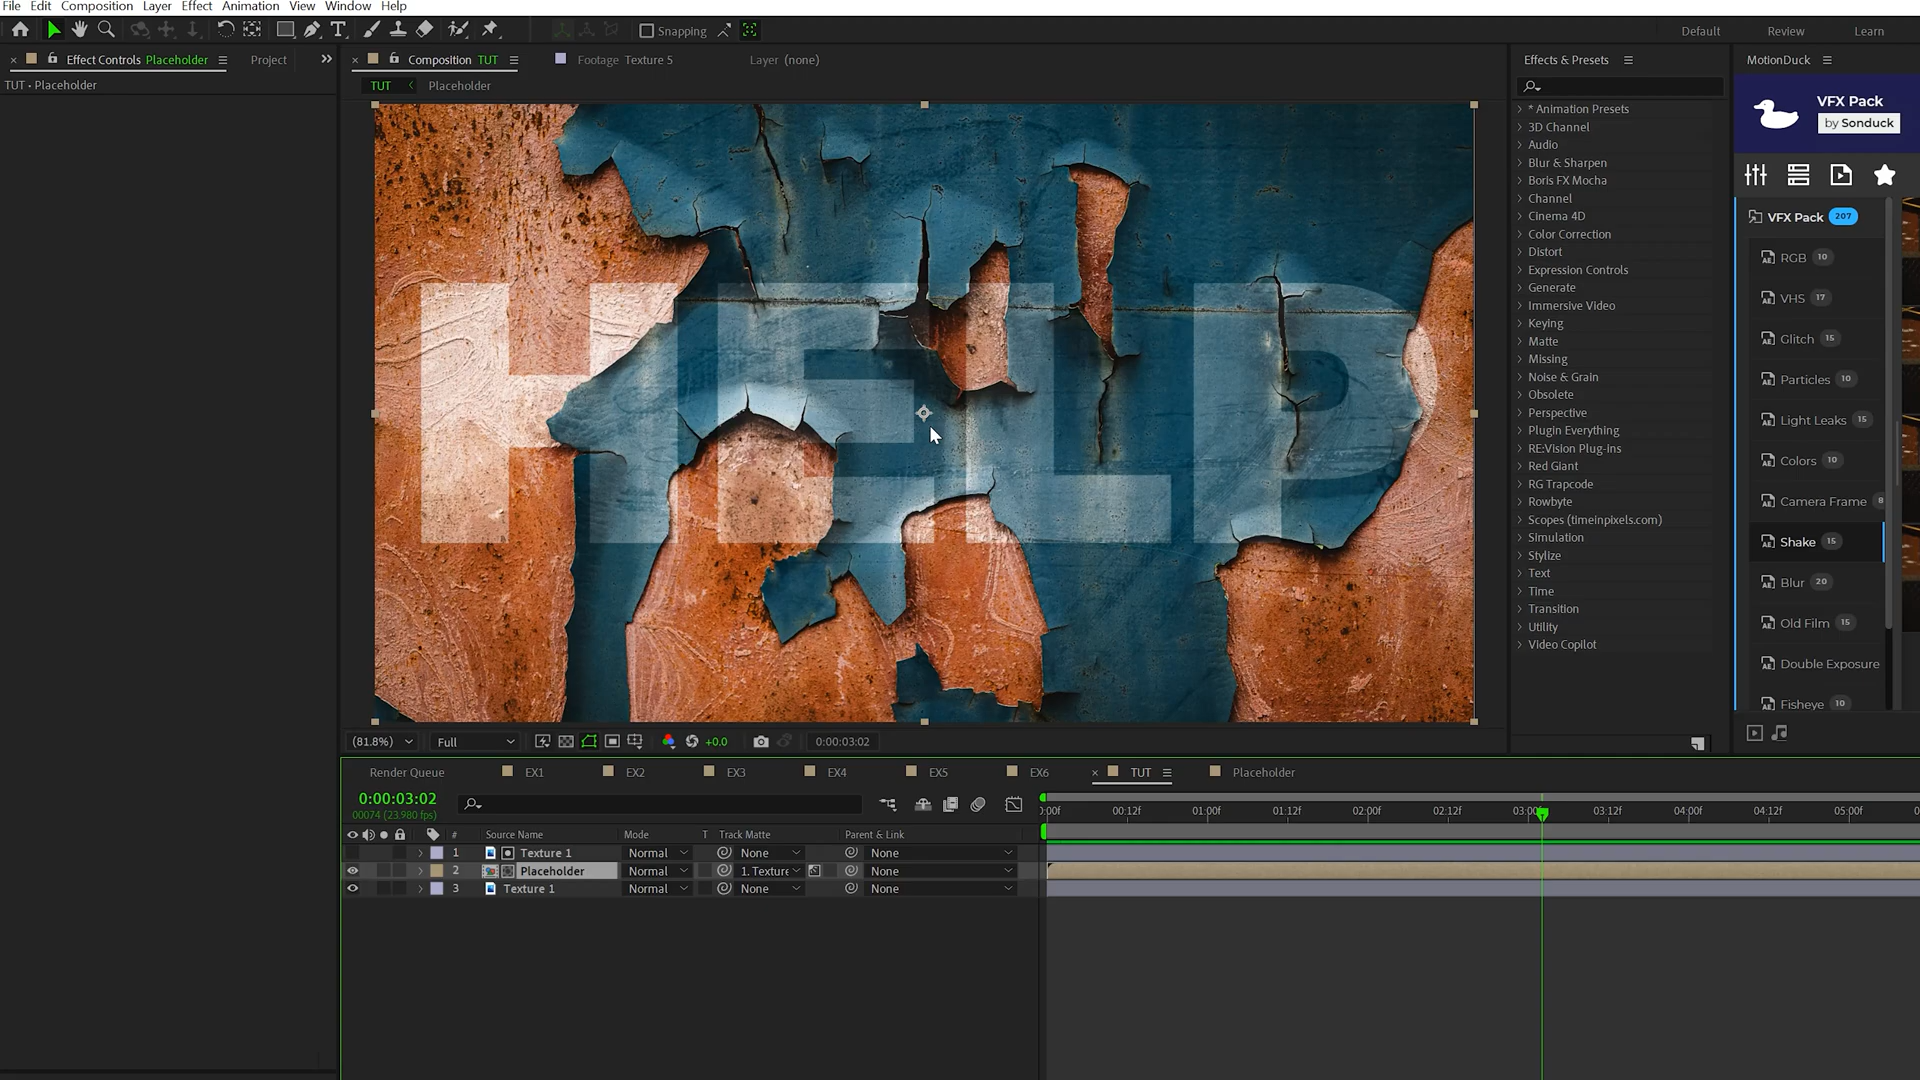 File Edit Composition Layer Effect Animation View Window Help
Snapping
Default Review Learn
Effect Controls Placeholder
Project
Composition TUT
Footage Texture 5
Layer (none)
Effects & Presets
MotionDuck
TUT • Placeholder
TUT
Placeholder
HELP
* Animation Presets
3D Channel
Audio
Blur & Sharpen
Boris FX Mocha
Channel
Cinema 4D
Color Correction
Distort
Expression Controls
Generate
Immersive Video
Keying
Matte
Missing
Noise & Grain
Obsolete
Perspective
Plugin Everything
RE:Vision Plug-ins
Red Giant
RG Trapcode
Rowbyte
Scopes (timeinpixels.com)
Simulation
Stylize
Text
Time
Transition
Utility
Video Copilot
VFX Pack
by Sonduck
VFX Pack 207
RGB 10
VHS 17
Glitch 15
Particles 10
Light Leaks 15
Colors 10
Camera Frame 8
Shake 15
Blur 20
Old Film 15
Double Exposure
Fisheye 10
(81.8%) Full +0.0 0:00:03:02
Render Queue EX1 EX2 EX3 EX4 EX5 EX6 TUT Placeholder
0:00:03:02
00074 (23.980 fps)
:00f 00:12f 01:00f 01:12f 02:00f 02:12f 03:00f 03:12f 04:00f 04:12f 05:00f
# Source Name Mode T Track Matte Parent & Link
1 Texture 1 Normal None None
2 Placeholder Normal 1. Texture None
3 Texture 1 Normal None None